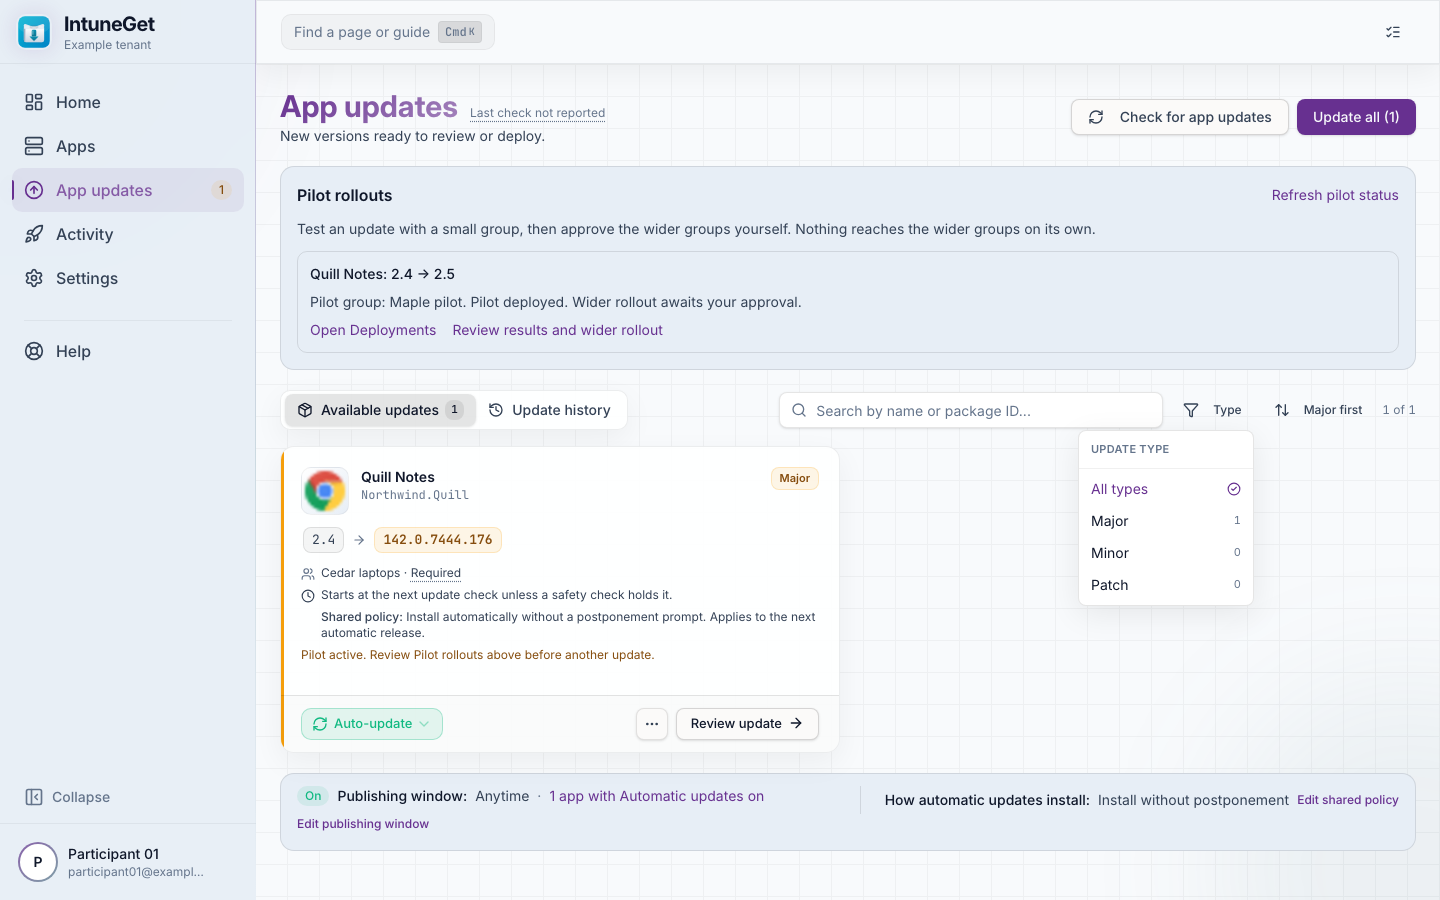 IntuneGet
Example tenant
Find a page or guide Cmd K
Home
Apps
App updates 1
Activity
Settings
Help
Collapse
P
Participant 01
participant01@exampl...
App updates Last check not reported
New versions ready to review or deploy.
Check for app updates
Update all (1)
Pilot rollouts
Refresh pilot status
Test an update with a small group, then approve the wider groups yourself. Nothing reaches the wider groups on its own.
Quill Notes: 2.4 → 2.5
Pilot group: Maple pilot. Pilot deployed. Wider rollout awaits your approval.
Open Deployments Review results and wider rollout
Available updates 1 Update history
Search by name or package ID...
Type
Major first
1 of 1
UPDATE TYPE
All types
Major 1
Minor 0
Patch 0
Quill Notes
Northwind.Quill
Major
2.4 → 142.0.7444.176
Cedar laptops · Required
Starts at the next update check unless a safety check holds it.
Shared policy: Install automatically without a postponement prompt. Applies to the next
automatic release.
Pilot active. Review Pilot rollouts above before another update.
Auto-update
Review update →
On Publishing window: Anytime · 1 app with Automatic updates on
Edit publishing window
How automatic updates install: Install without postponement Edit shared policy